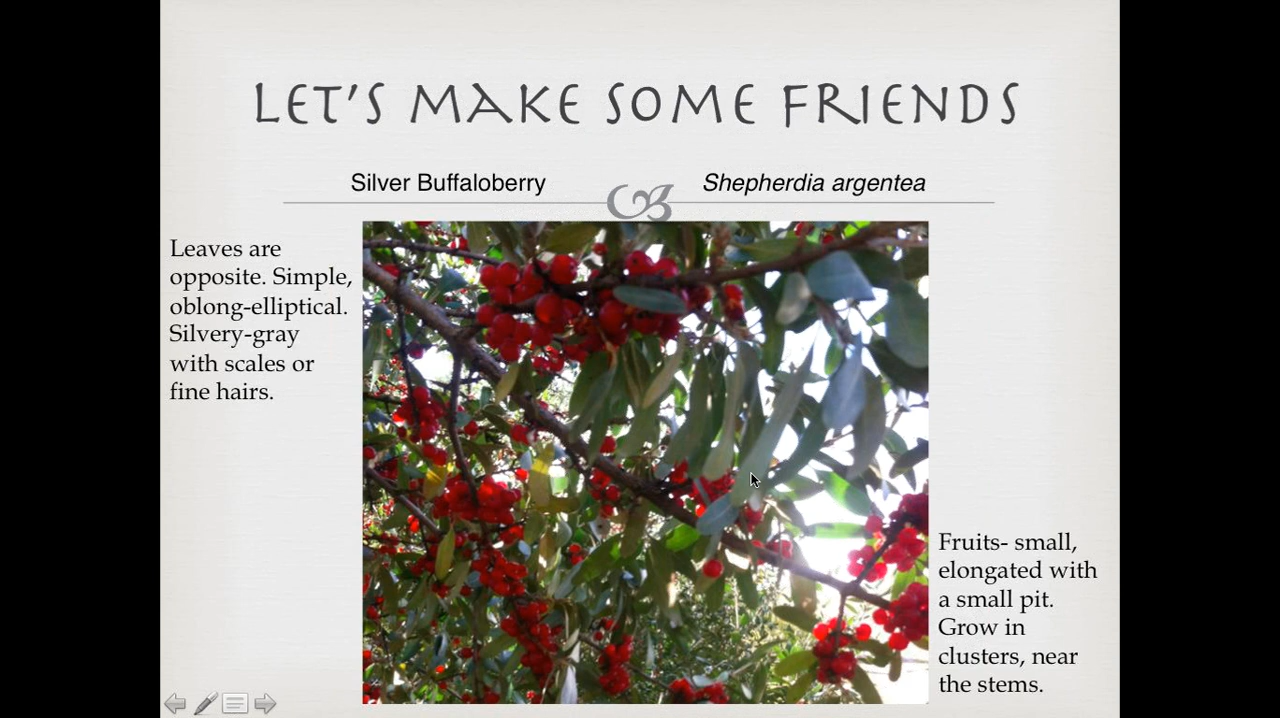 LET'S MAKE SOME FRIENDS
Silver Buffaloberry
Shepherdia argentea
Leaves are
opposite. Simple,
oblong-elliptical.
Silvery-gray
with scales or
fine hairs.
Fruits- small,
elongated with
a small pit.
Grow in
clusters, near
the stems.